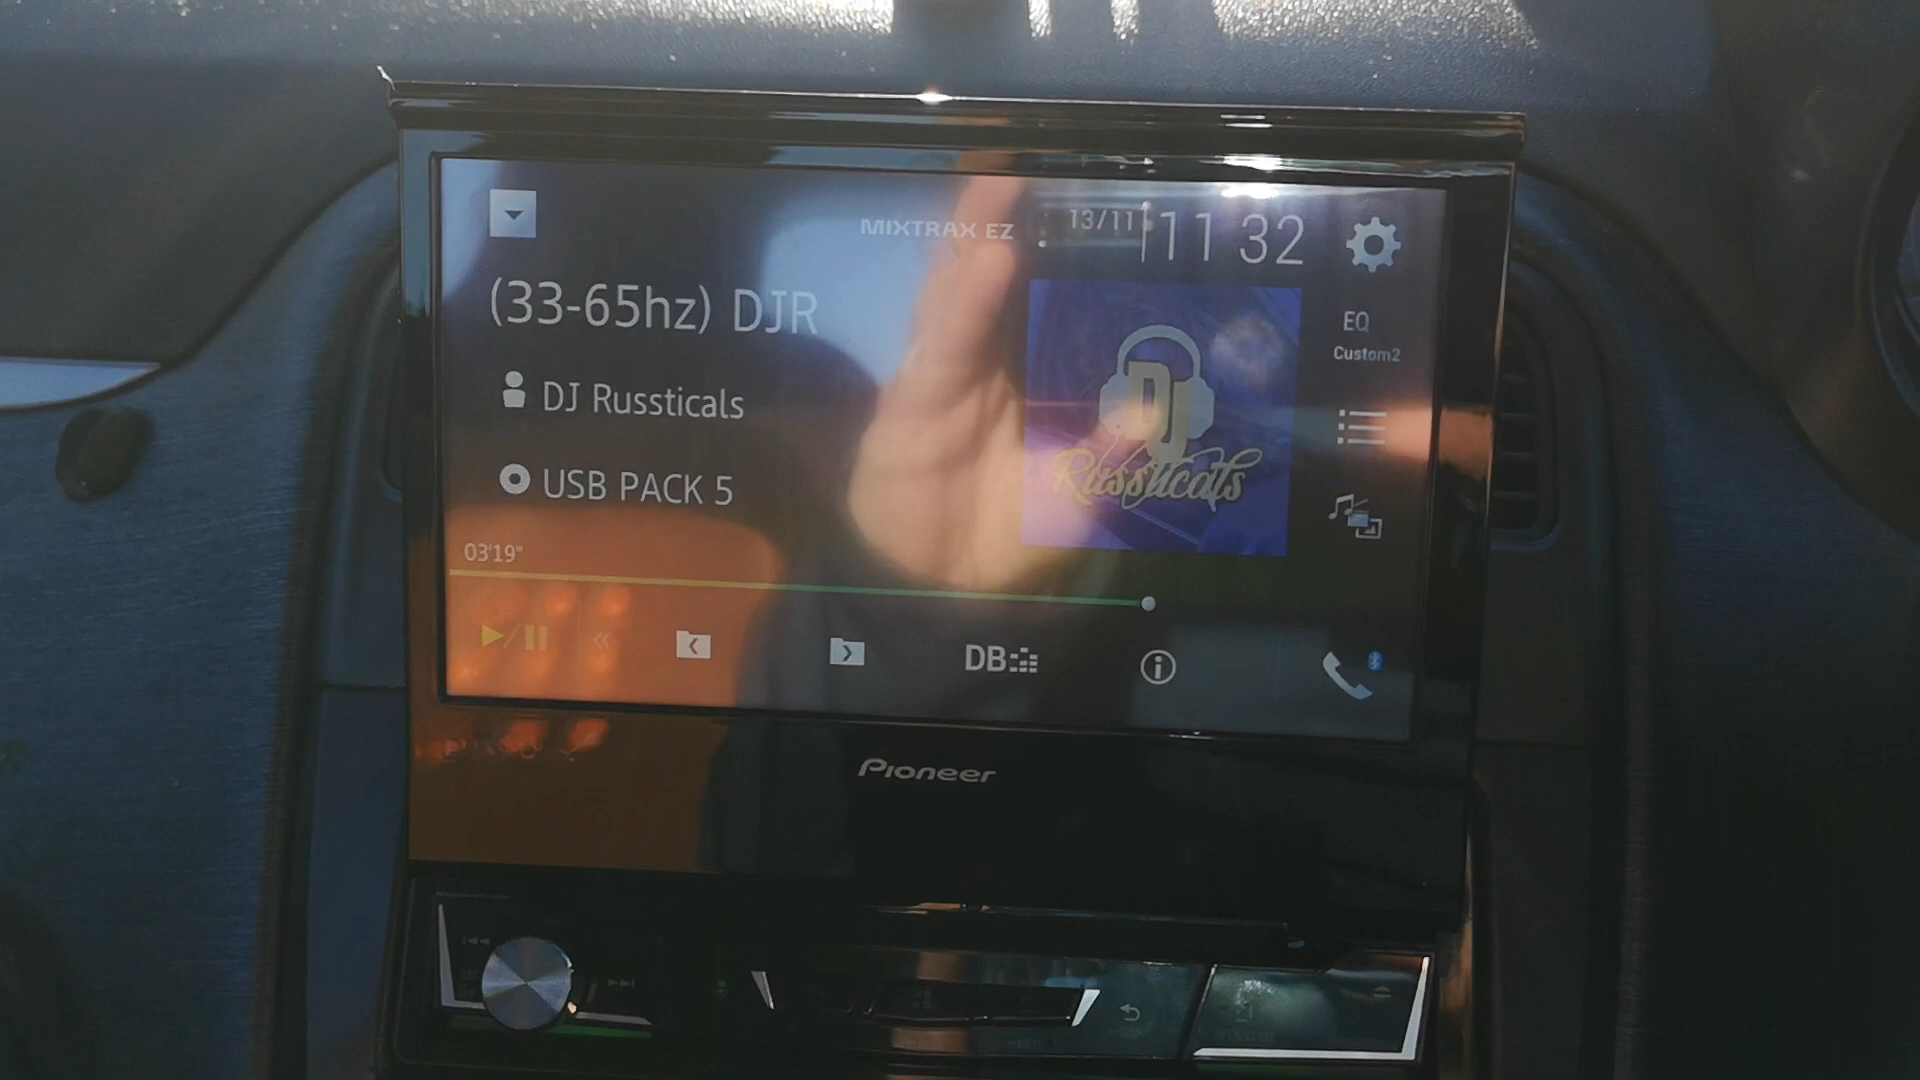 MIXTRAX EZ
13/11 11 32
(33-65hz) DJR
DJ Russticals
USB PACK 5
DJ
Russticals
EQ
Custom2
03'19"
DB
Pioneer